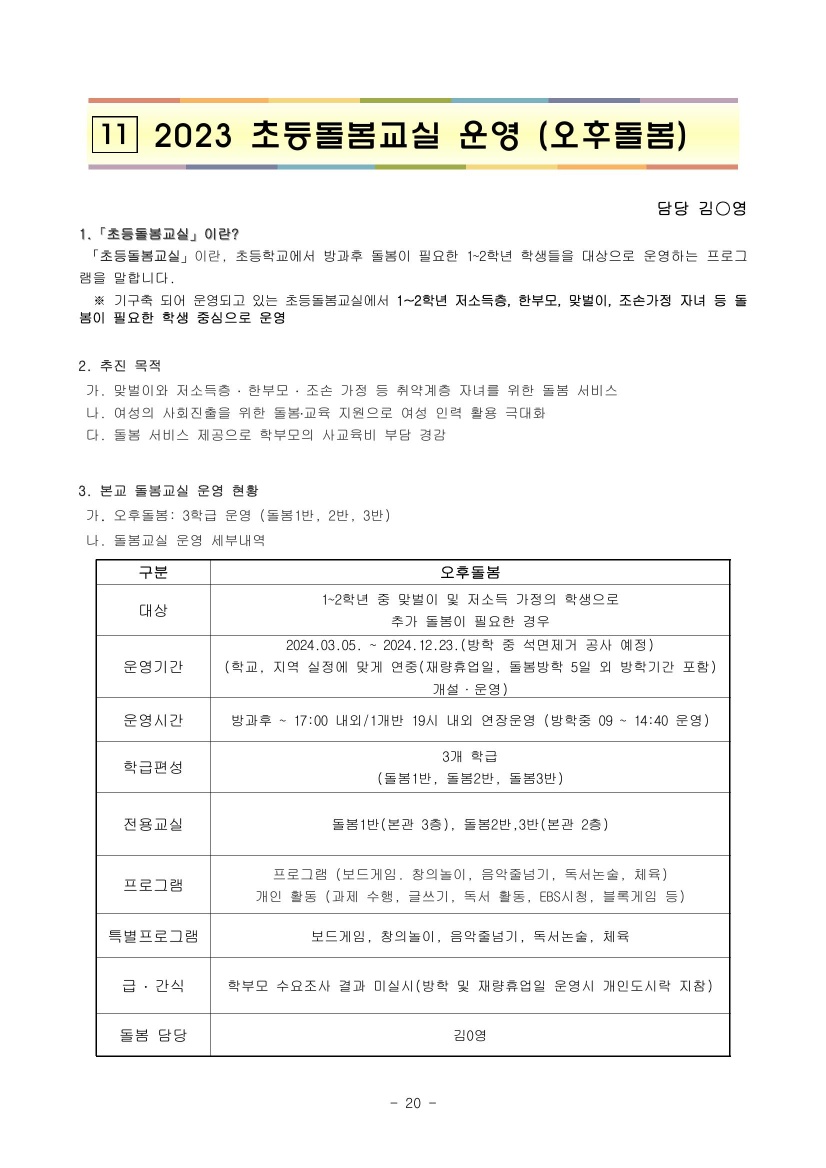 11 2023 초등돌봄교실 운영 (오후돌봄)
담당 김○영
1.「초등돌봄교실」이란?
「초등돌봄교실」이란, 초등학교에서 방과후 돌봄이 필요한 1~2학년 학생들을 대상으로 운영하는 프로그
램을 말합니다.
※ 기구축 되어 운영되고 있는 초등돌봄교실에서 1~2학년 저소득층, 한부모, 맞벌이, 조손가정 자녀 등 돌
봄이 필요한 학생 중심으로 운영
2. 추진 목적
가. 맞벌이와 저소득층·한부모·조손 가정 등 취약계층 자녀를 위한 돌봄 서비스
나. 여성의 사회진출을 위한 돌봄·교육 지원으로 여성 인력 활용 극대화
다. 돌봄 서비스 제공으로 학부모의 사교육비 부담 경감
3. 본교 돌봄교실 운영 현황
가. 오후돌봄: 3학급 운영 (돌봄1반, 2반, 3반)
나. 돌봄교실 운영 세부내역
구분 오후돌봄
대상 1~2학년 중 맞벌이 및 저소득 가정의 학생으로
추가 돌봄이 필요한 경우
2024.03.05. ~ 2024.12.23.(방학 중 석면제거 공사 예정)
운영기간 (학교, 지역 실정에 맞게 연중(재량휴업일, 돌봄방학 5일 외 방학기간 포함)
개설·운영)
운영시간 방과후 ~ 17:00 내외/1개반 19시 내외 연장운영 (방학중 09 ~ 14:40 운영)
학급편성 3개 학급
(돌봄1반, 돌봄2반, 돌봄3반)
전용교실 돌봄1반(본관 3층), 돌봄2반,3반(본관 2층)
프로그램 프로그램 (보드게임. 창의놀이, 음악줄넘기, 독서논술, 체육)
개인 활동 (과제 수행, 글쓰기, 독서 활동, EBS시청, 블록게임 등)
특별프로그램 보드게임, 창의놀이, 음악줄넘기, 독서논술, 체육
급·간식 학부모 수요조사 결과 미실시(방학 및 재량휴업일 운영시 개인도시락 지참)
돌봄 담당 김0영
- 20 -